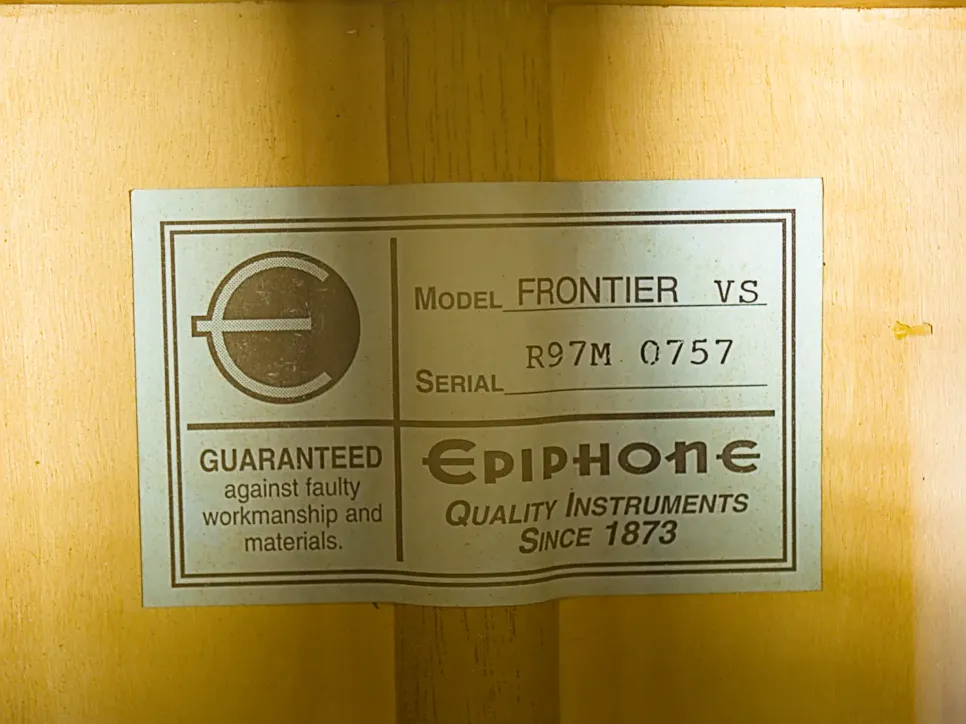 MODEL FRONTIER VS
SERIAL R97M 0757
GUARANTEED
against faulty
workmanship and
materials.
EPIPHONE
QUALITY INSTRUMENTS
SINCE 1873